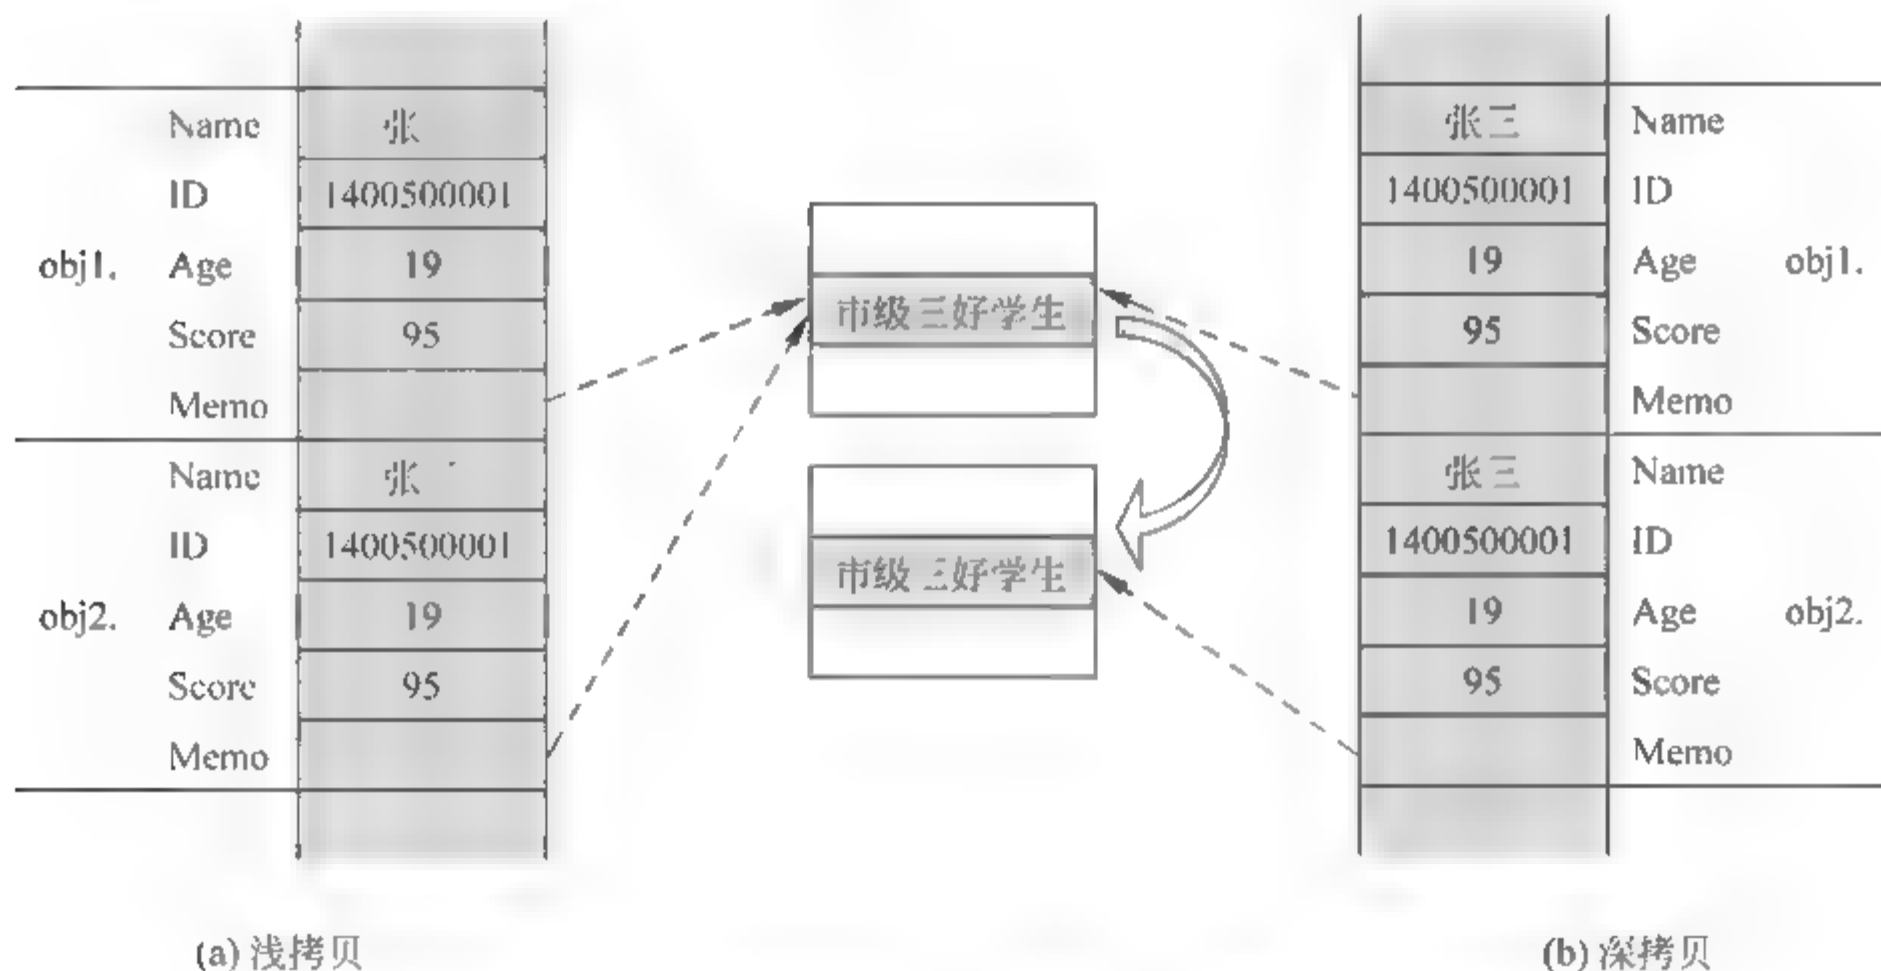 Name 张
ID 1400500001
obj1. Age 19
Score 95
Memo
Name 张
ID 1400500001
obj2. Age 19
Score 95
Memo
(a) 浅拷贝
市级三好学生
市级三好学生
张三 Name
1400500001 ID
19 Age obj1.
95 Score
Memo
张三 Name
1400500001 ID
19 Age obj2.
95 Score
Memo
(b) 深拷贝